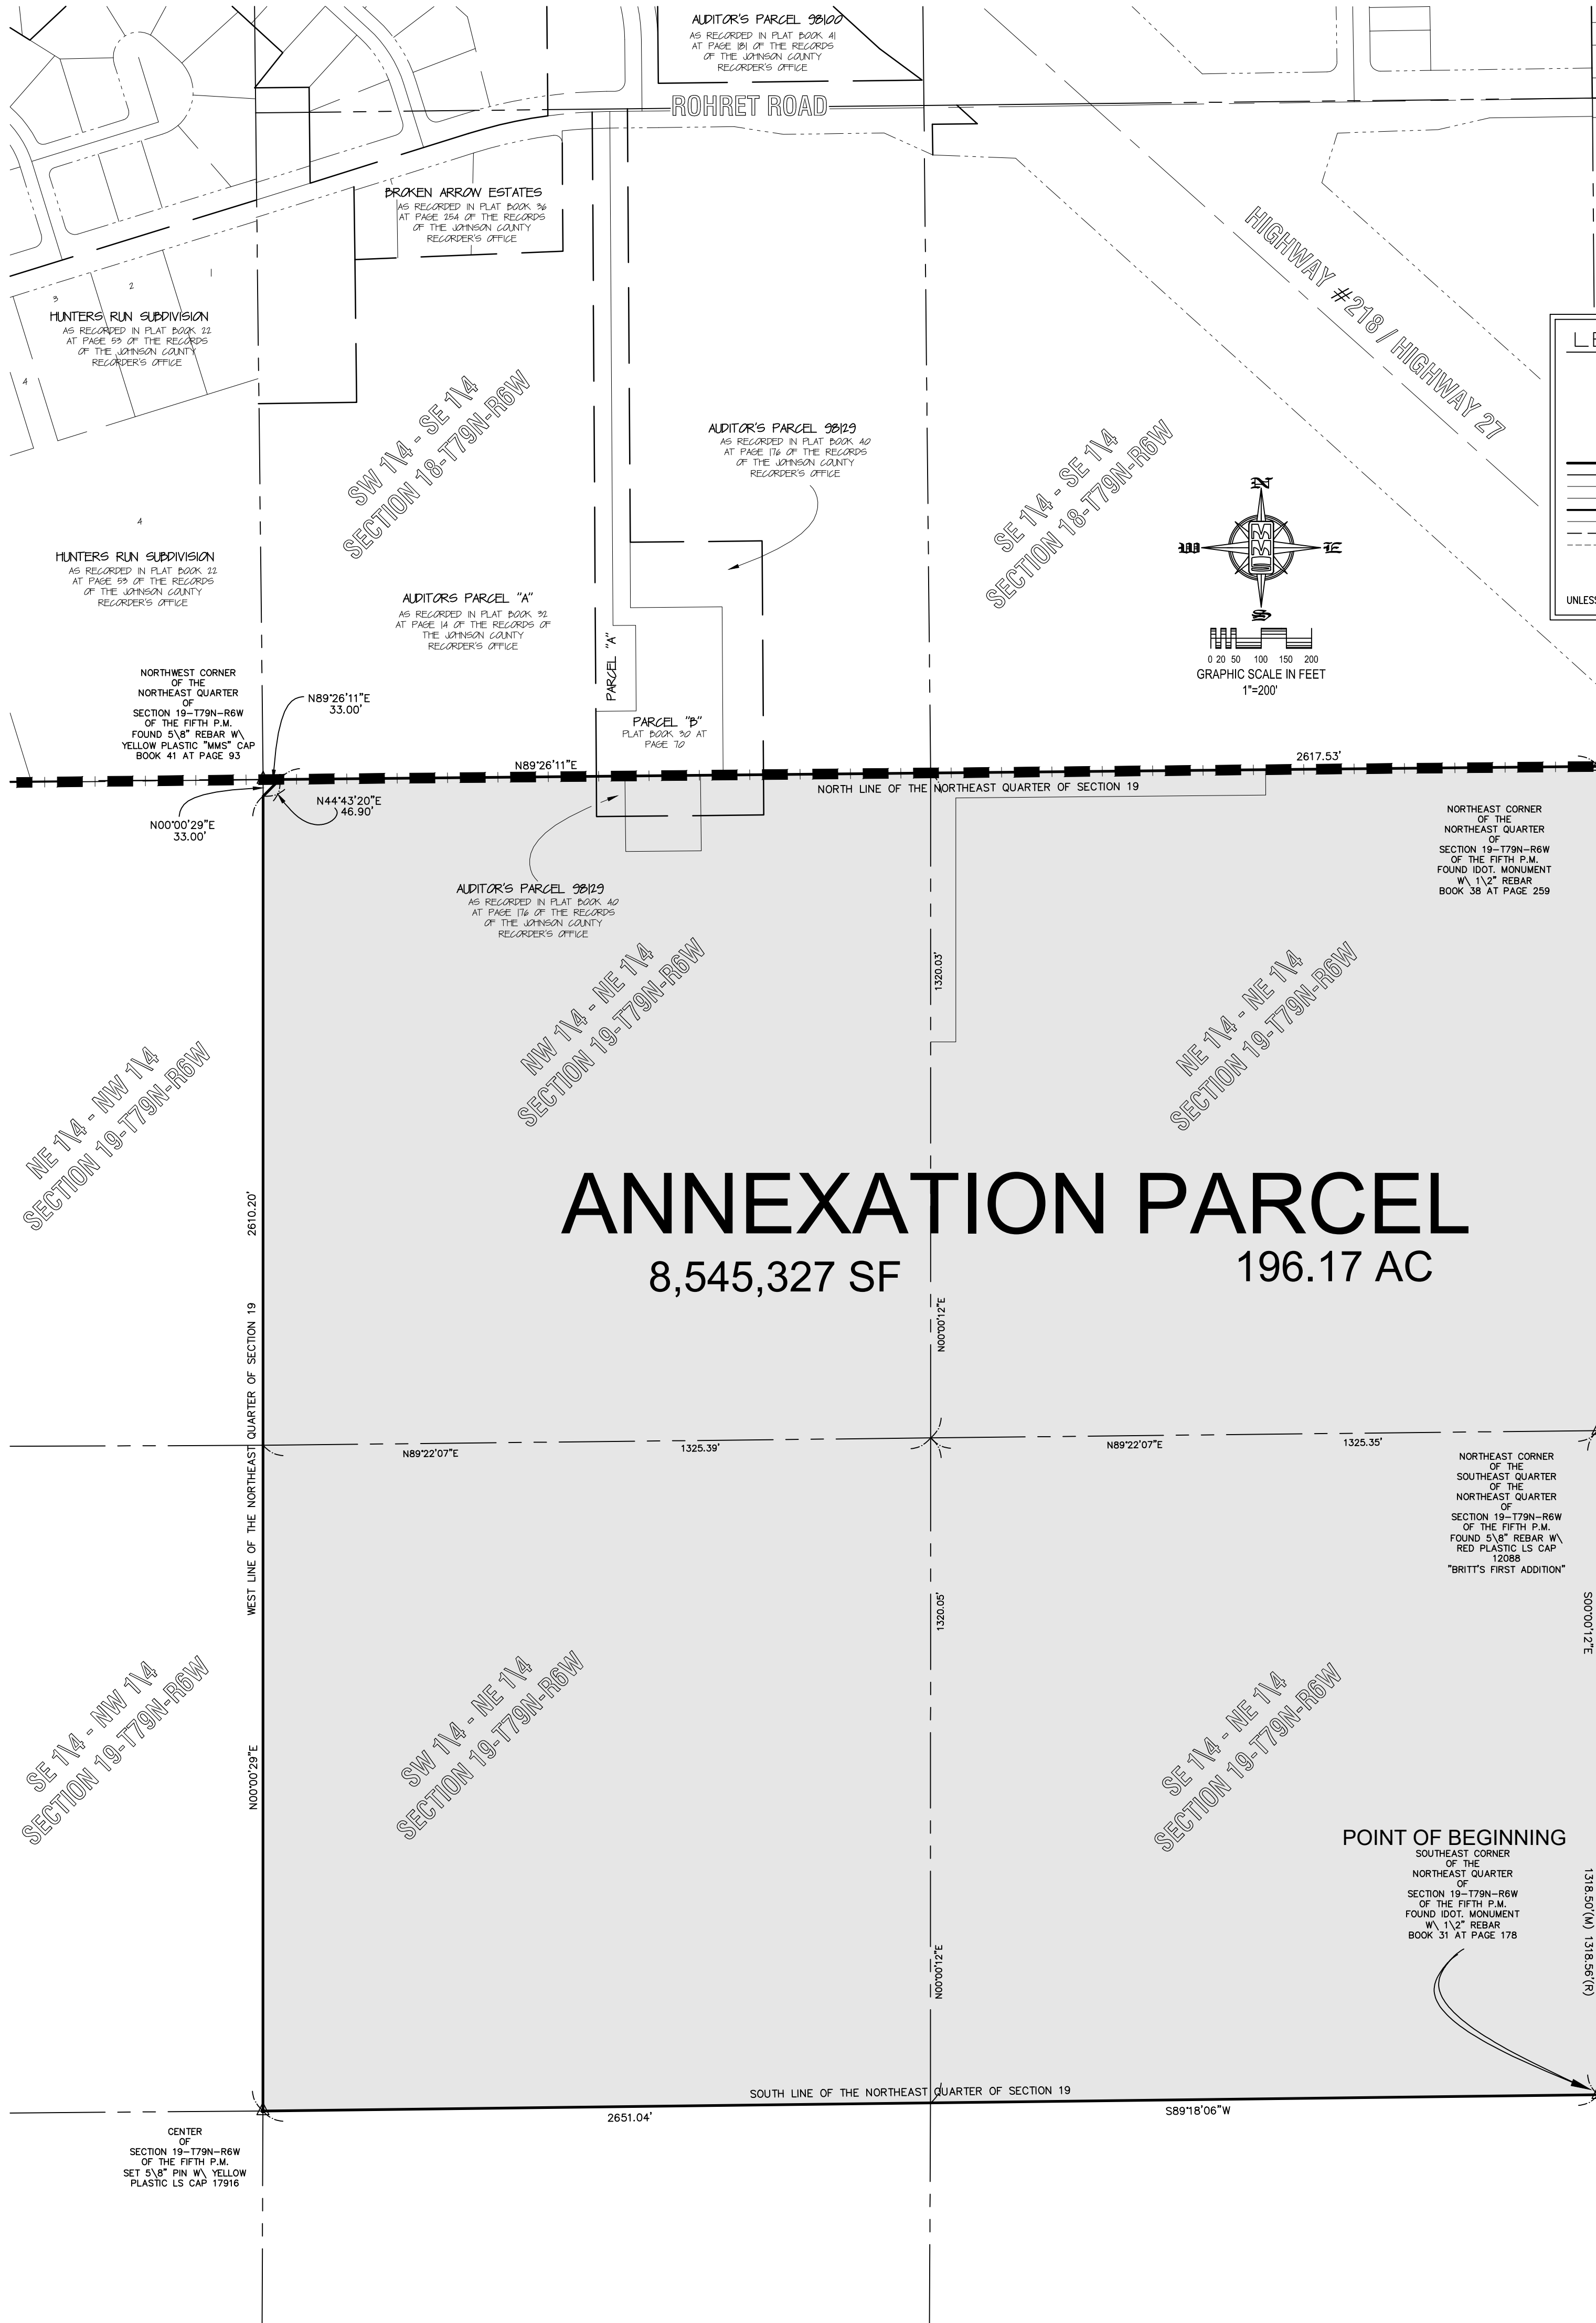 AUDITOR'S PARCEL 98100
AS RECORDED IN PLAT BOOK 41
AT PAGE 181 OF THE RECORDS
OF THE JOHNSON COUNTY
RECORDER'S OFFICE
ROHRET ROAD
BROKEN ARROW ESTATES
AS RECORDED IN PLAT BOOK 36
AT PAGE 254 OF THE RECORDS
OF THE JOHNSON COUNTY
RECORDER'S OFFICE
HIGHWAY #218 / HIGHWAY 27
1
2
3
HUNTERS RUN SUBDIVISION
AS RECORDED IN PLAT BOOK 22
AT PAGE 53 OF THE RECORDS
OF THE JOHNSON COUNTY
RECORDER'S OFFICE
4
SW 1\4 - SE 1\4
SECTION 18-T79N-R6W
AUDITOR'S PARCEL 98129
AS RECORDED IN PLAT BOOK 40
AT PAGE 176 OF THE RECORDS
OF THE JOHNSON COUNTY
RECORDER'S OFFICE
SE 1\4 - SE 1\4
SECTION 18-T79N-R6W
N
W
E
S
MMS
0 20 50 100 150 200
GRAPHIC SCALE IN FEET
1"=200'
UNLESS
4
HUNTERS RUN SUBDIVISION
AS RECORDED IN PLAT BOOK 22
AT PAGE 53 OF THE RECORDS
OF THE JOHNSON COUNTY
RECORDER'S OFFICE
AUDITORS PARCEL "A"
AS RECORDED IN PLAT BOOK 32
AT PAGE 14 OF THE RECORDS OF
THE JOHNSON COUNTY
RECORDER'S OFFICE
PARCEL "A"
PARCEL "B"
PLAT BOOK 30 AT
PAGE 70
NORTHWEST CORNER
OF THE
NORTHEAST QUARTER
OF
SECTION 19-T79N-R6W
OF THE FIFTH P.M.
FOUND 5\8" REBAR W\
YELLOW PLASTIC "MMS" CAP
BOOK 41 AT PAGE 93
N89°26'11"E
33.00'
N89°26'11"E
2617.53'
NORTH LINE OF THE NORTHEAST QUARTER OF SECTION 19
N44°43'20"E
46.90'
N00°00'29"E
33.00'
NORTHEAST CORNER
OF THE
NORTHEAST QUARTER
OF
SECTION 19-T79N-R6W
OF THE FIFTH P.M.
FOUND IDOT. MONUMENT
W\ 1\2" REBAR
BOOK 38 AT PAGE 259
AUDITOR'S PARCEL 98129
AS RECORDED IN PLAT BOOK 40
AT PAGE 176 OF THE RECORDS
OF THE JOHNSON COUNTY
RECORDER'S OFFICE
1320.03'
NW 1\4 - NE 1\4
SECTION 19-T79N-R6W
NE 1\4 - NE 1\4
SECTION 19-T79N-R6W
NE 1\4 - NW 1\4
SECTION 19-T79N-R6W
2610.20'
ANNEXATION PARCEL
8,545,327 SF
196.17 AC
N00°00'12"E
WEST LINE OF THE NORTHEAST QUARTER OF SECTION 19
N89°22'07"E
1325.39'
N89°22'07"E
1325.35'
NORTHEAST CORNER
OF THE
SOUTHEAST QUARTER
OF THE
NORTHEAST QUARTER
OF
SECTION 19-T79N-R6W
OF THE FIFTH P.M.
FOUND 5\8" REBAR W\
RED PLASTIC LS CAP
12088
"BRITT'S FIRST ADDITION"
1320.05'
S00°00'12"E
SE 1\4 - NW 1\4
SECTION 19-T79N-R6W
SW 1\4 - NE 1\4
SECTION 19-T79N-R6W
SE 1\4 - NE 1\4
SECTION 19-T79N-R6W
N00°00'29"E
POINT OF BEGINNING
SOUTHEAST CORNER
OF THE
NORTHEAST QUARTER
OF
SECTION 19-T79N-R6W
OF THE FIFTH P.M.
FOUND IDOT. MONUMENT
W\ 1\2" REBAR
BOOK 31 AT PAGE 178
1318.50'(M) 1318.56'(R)
N00°00'12"E
SOUTH LINE OF THE NORTHEAST QUARTER OF SECTION 19
2651.04'
S89°18'06"W
CENTER
OF
SECTION 19-T79N-R6W
OF THE FIFTH P.M.
SET 5\8" PIN W\ YELLOW
PLASTIC LS CAP 17916